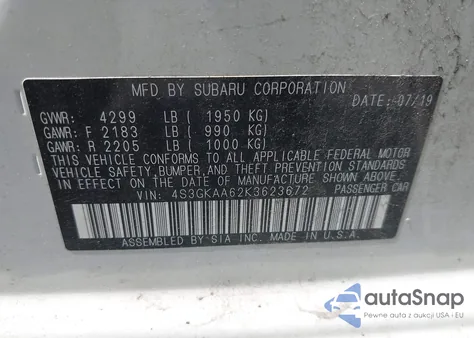 MFD BY SUBARU CORPORATION
DATE: 07/19
GVWR: 4299 LB ( 1950 KG)
GAWR: F 2183 LB ( 990 KG)
GAWR: R 2205 LB ( 1000 KG)
THIS VEHICLE CONFORMS TO ALL APPLICABLE FEDERAL MOTOR
VEHICLE SAFETY, BUMPER, AND THEFT PREVENTION
STANDARDS IN EFFECT ON THE DATE OF MANUFACTURE SHOWN ABOVE.
VIN: 4S3GKAA62K3623672 PASSENGER CAR
ASSEMBLED BY SIA INC. MADE IN U.S.A.
autoSnap
Pewne auta z aukcji USA i EU